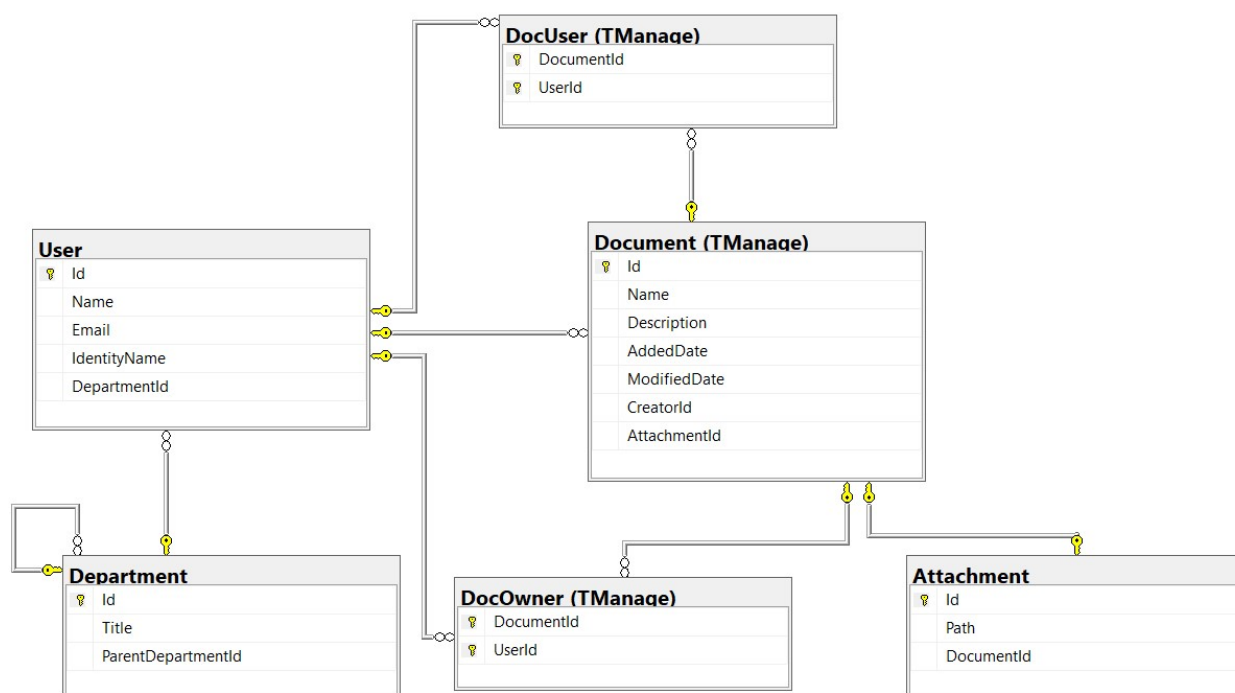 DocUser (TManage)
DocumentId
UserId
User
Id
Name
Email
IdentityName
DepartmentId
Document (TManage)
Id
Name
Description
AddedDate
ModifiedDate
CreatorId
AttachmentId
Department
Id
Title
ParentDepartmentId
DocOwner (TManage)
DocumentId
UserId
Attachment
Id
Path
DocumentId